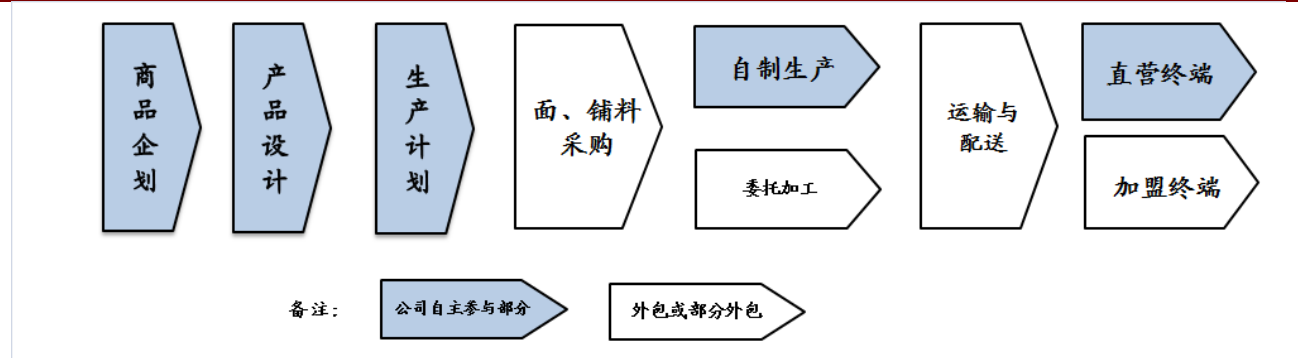 商品企划
产品设计
生产计划
面、铺料
采购
自制生产
委托加工
运输与
配送
直营终端
加盟终端
备注：
公司自主参与部分
外包或部分外包